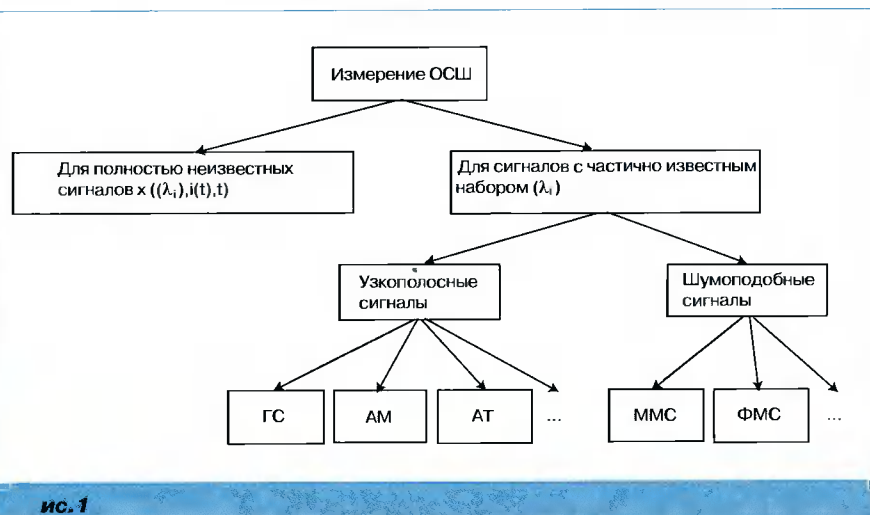 Измерение ОСШ
Для полностью неизвестных
сигналов x ((λᵢ),i(t),t)
Для сигналов с частично известным
набором (λᵢ)
Узкополосные
сигналы
Шумоподобные
сигналы
ГС
АМ
АТ
...
ММС
ФМС
...
ис. 1